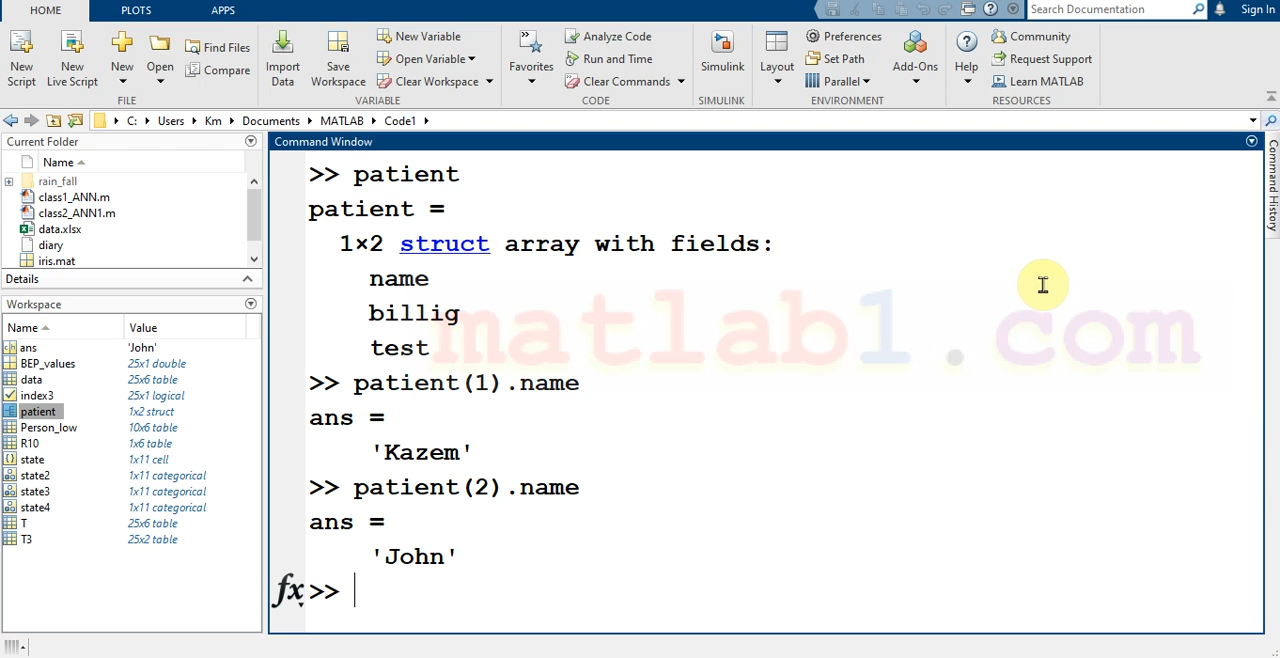 HOME PLOTS APPS Search Documentation Sign In
New Script
New Live Script
New
Open
Find Files
Compare
FILE
Import Data
Save Workspace
New Variable
Open Variable
Clear Workspace
VARIABLE
Favorites
Analyze Code
Run and Time
Clear Commands
CODE
Simulink
SIMULINK
Layout
Preferences
Set Path
Parallel
ENVIRONMENT
Add-Ons
Help
Community
Request Support
Learn MATLAB
RESOURCES
C: Users Km Documents MATLAB Code1
Current Folder
Name
rain_fall
class1_ANN.m
class2_ANN1.m
data.xlsx
diary
iris.mat
Details
Workspace
Name Value
ans 'John'
BEP_values 25x1 double
data 25x6 table
index3 25x1 logical
patient 1x2 struct
Person_low 10x6 table
R10 1x6 table
state 1x11 cell
state2 1x11 categorical
state3 1x11 categorical
state4 1x11 categorical
T 25x6 table
T3 25x2 table
Command Window
>> patient
patient =
1×2 struct array with fields:
name
billig
test
>> patient(1).name
ans =
'Kazem'
>> patient(2).name
ans =
'John'
fx >>
matlab1.com
Command History